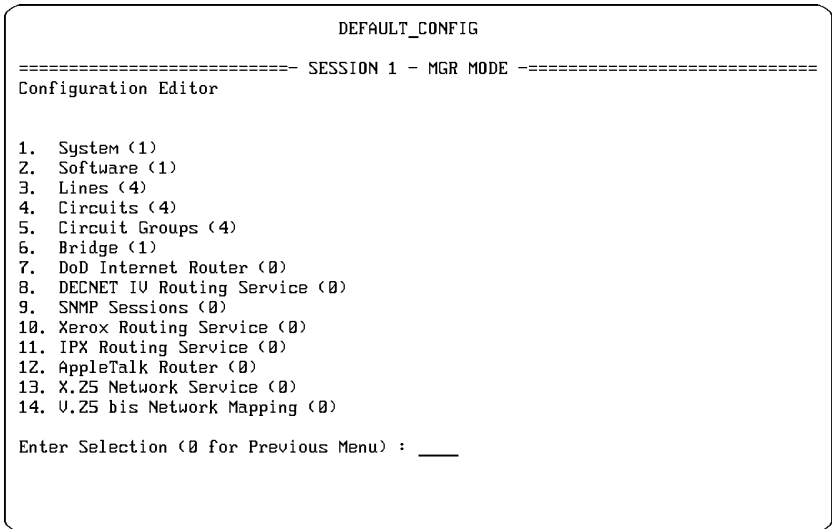 DEFAULT_CONFIG
===========================- SESSION 1 - MGR MODE -=============================
Configuration Editor
1. System (1)
2. Software (1)
3. Lines (4)
4. Circuits (4)
5. Circuit Groups (4)
6. Bridge (1)
7. DoD Internet Router (0)
8. DECNET IV Routing Service (0)
9. SNMP Sessions (0)
10. Xerox Routing Service (0)
11. IPX Routing Service (0)
12. AppleTalk Router (0)
13. X.25 Network Service (0)
14. V.25 bis Network Mapping (0)
Enter Selection (0 for Previous Menu) : ____